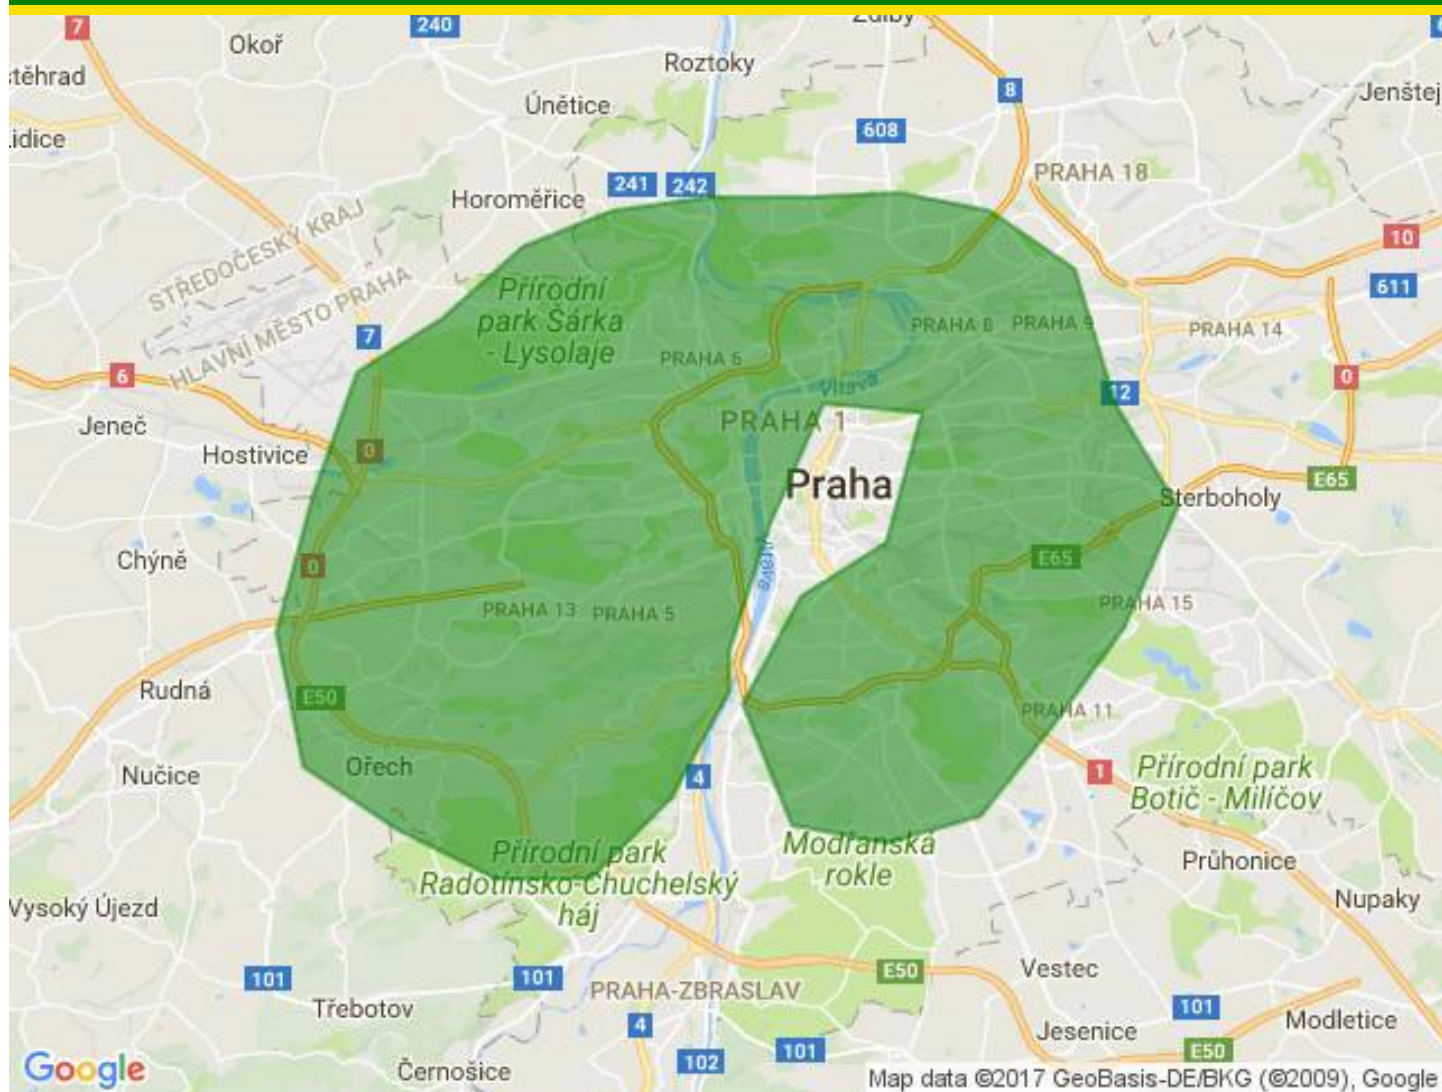 7
Okoř
240
Zdiby
Roztoky
8
těhrad
Únětice
608
Jenštej
idice
PRAHA 18
241
242
Horoměřice
STŘEDOČESKÝ KRAJ
HLAVNÍ MĚSTO PRAHA
10
611
Přírodní
park Šárka
- Lysolaje
7
PRAHA 8
PRAHA 9
PRAHA 14
PRAHA 6
6
0
Vltava
12
Jeneč
PRAHA 1
Hostivice
0
Praha
E65
Štěrboholy
Chýně
0
Vltava
E65
PRAHA 13
PRAHA 5
PRAHA 15
Rudná
E50
PRAHA 11
Nučice
Ořech
4
1
Přírodní park
Botič - Milíčov
Přírodní park
Radotínsko-Chuchelský
háj
Modřanská
rokle
Průhonice
Nupaky
Vysoký Újezd
101
101
E50
Vestec
PRAHA-ZBRASLAV
Třebotov
4
101
Modletice
Jesenice
Google
Černošice
102
101
E50
Map data ©2017 GeoBasis-DE/BKG (©2009), Google